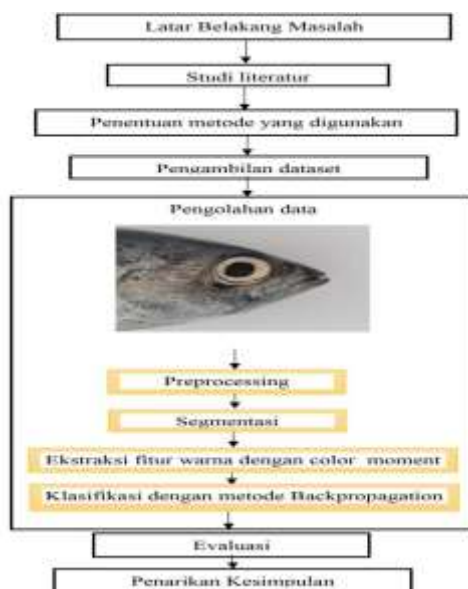 Latar Belakang Masalah
Studi literatur
Penentuan metode yang digunakan
Pengambilan dataset
Pengolahan data
Preprocessing
Segmentasi
Ekstraksi fitur warna dengan color moment
Klasifikasi dengan metode Backpropagation
Evaluasi
Penarikan Kesimpulan